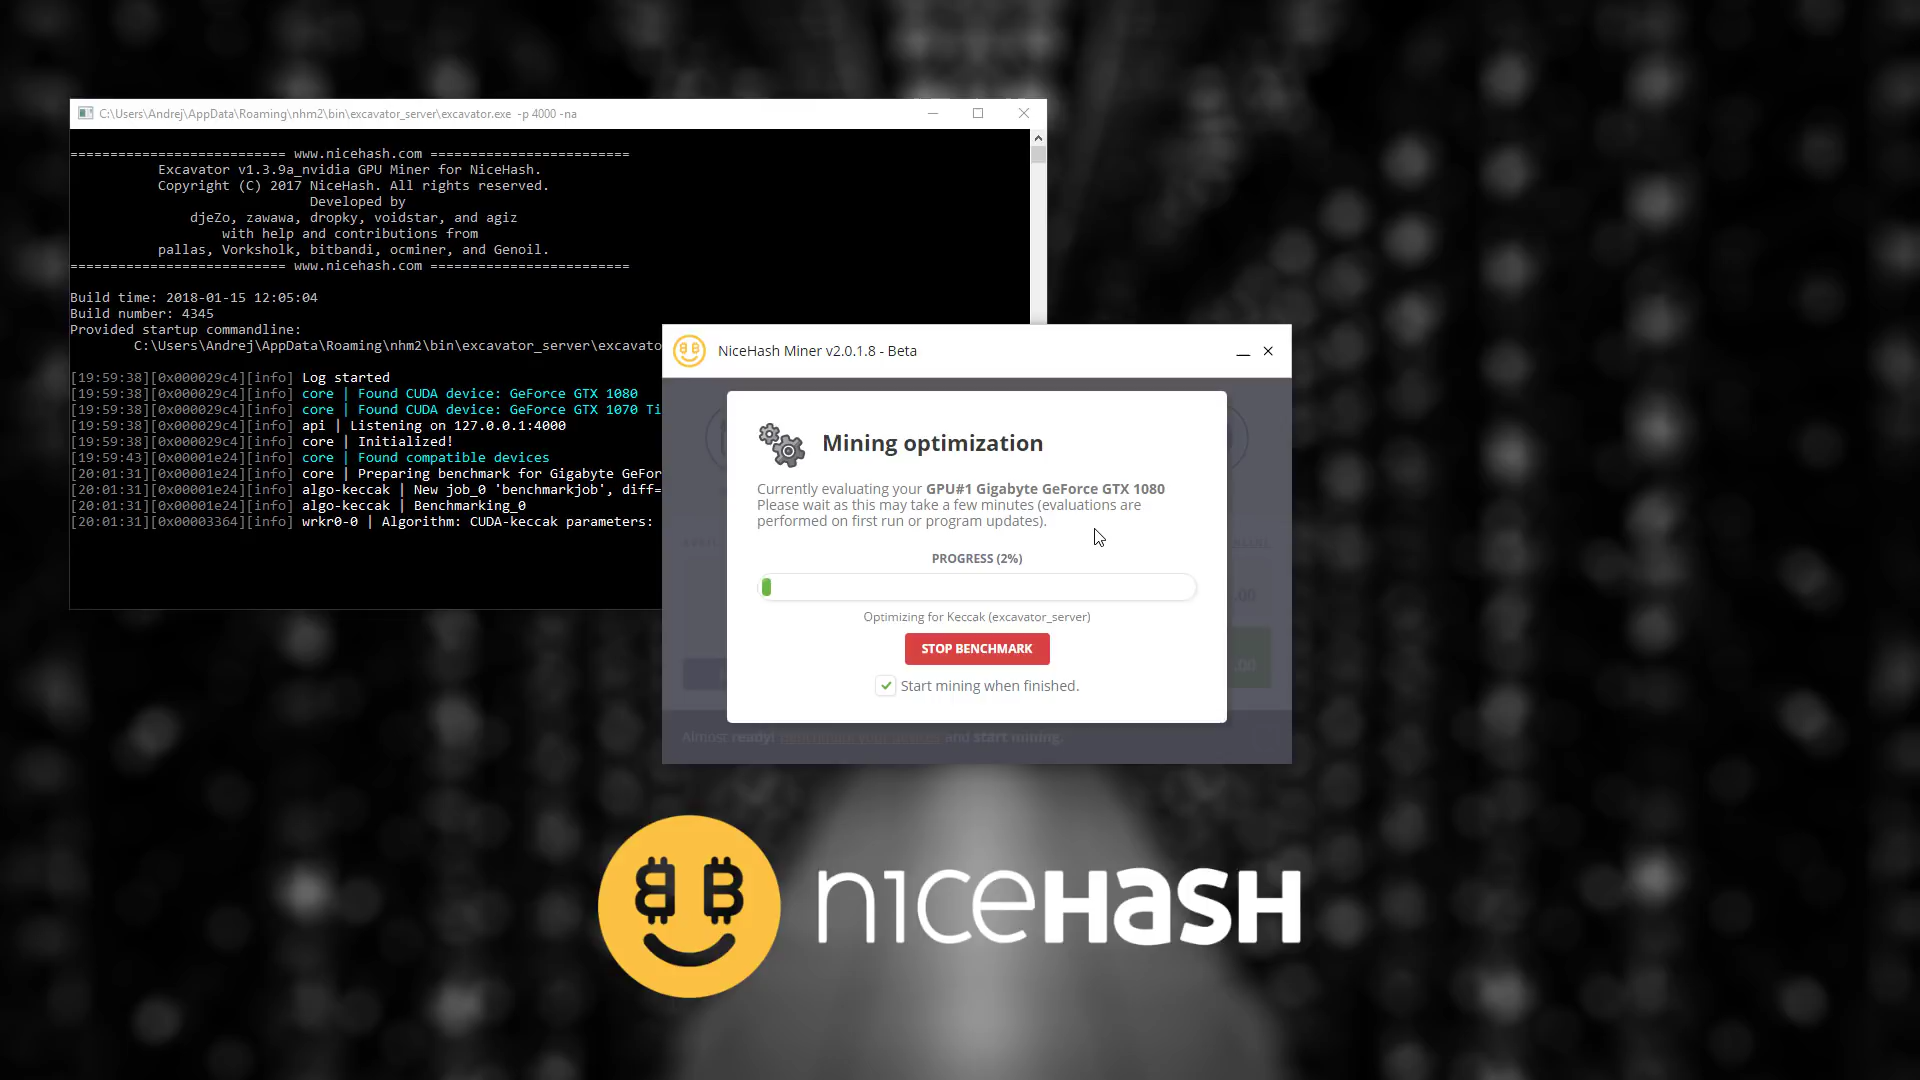 C:\Users\Andrej\AppData\Roaming\nhm2\bin\excavator_server\excavator.exe -p 4000 -na
========================== www.nicehash.com =========================
Excavator v1.3.9a_nvidia GPU Miner for NiceHash.
Copyright (C) 2017 NiceHash. All rights reserved.
Developed by
djeZo, zawawa, dropky, voidstar, and agiz
with help and contributions from
pallas, Vorksholk, bitbandi, ocminer, and Genoil.
========================== www.nicehash.com =========================
Build time: 2018-01-15 12:05:04
Build number: 4345
Provided startup commandline:
C:\Users\Andrej\AppData\Roaming\nhm2\bin\excavator_server\excavato
[19:59:38][0x000029c4][info] Log started
[19:59:38][0x000029c4][info] core | Found CUDA device: GeForce GTX 1080
[19:59:38][0x000029c4][info] core | Found CUDA device: GeForce GTX 1070 Ti
[19:59:38][0x000029c4][info] api | Listening on 127.0.0.1:4000
[19:59:38][0x000029c4][info] core | Initialized!
[19:59:43][0x00001e24][info] core | Found compatible devices
[20:01:31][0x00001e24][info] core | Preparing benchmark for Gigabyte GeFor
[20:01:31][0x00001e24][info] algo-keccak | New job_0 'benchmarkjob', diff=
[20:01:31][0x00001e24][info] algo-keccak | Benchmarking_0
[20:01:31][0x00003364][info] wrkr0-0 | Algorithm: CUDA-keccak parameters:
NiceHash Miner v2.0.1.8 - Beta
Mining optimization
Currently evaluating your GPU#1 Gigabyte GeForce GTX 1080
Please wait as this may take a few minutes (evaluations are
performed on first run or program updates).
PROGRESS (2%)
Optimizing for Keccak (excavator_server)
STOP BENCHMARK
Start mining when finished.
Almost ready! Benchmark your devices and start mining.
.00
.00
niceHASH